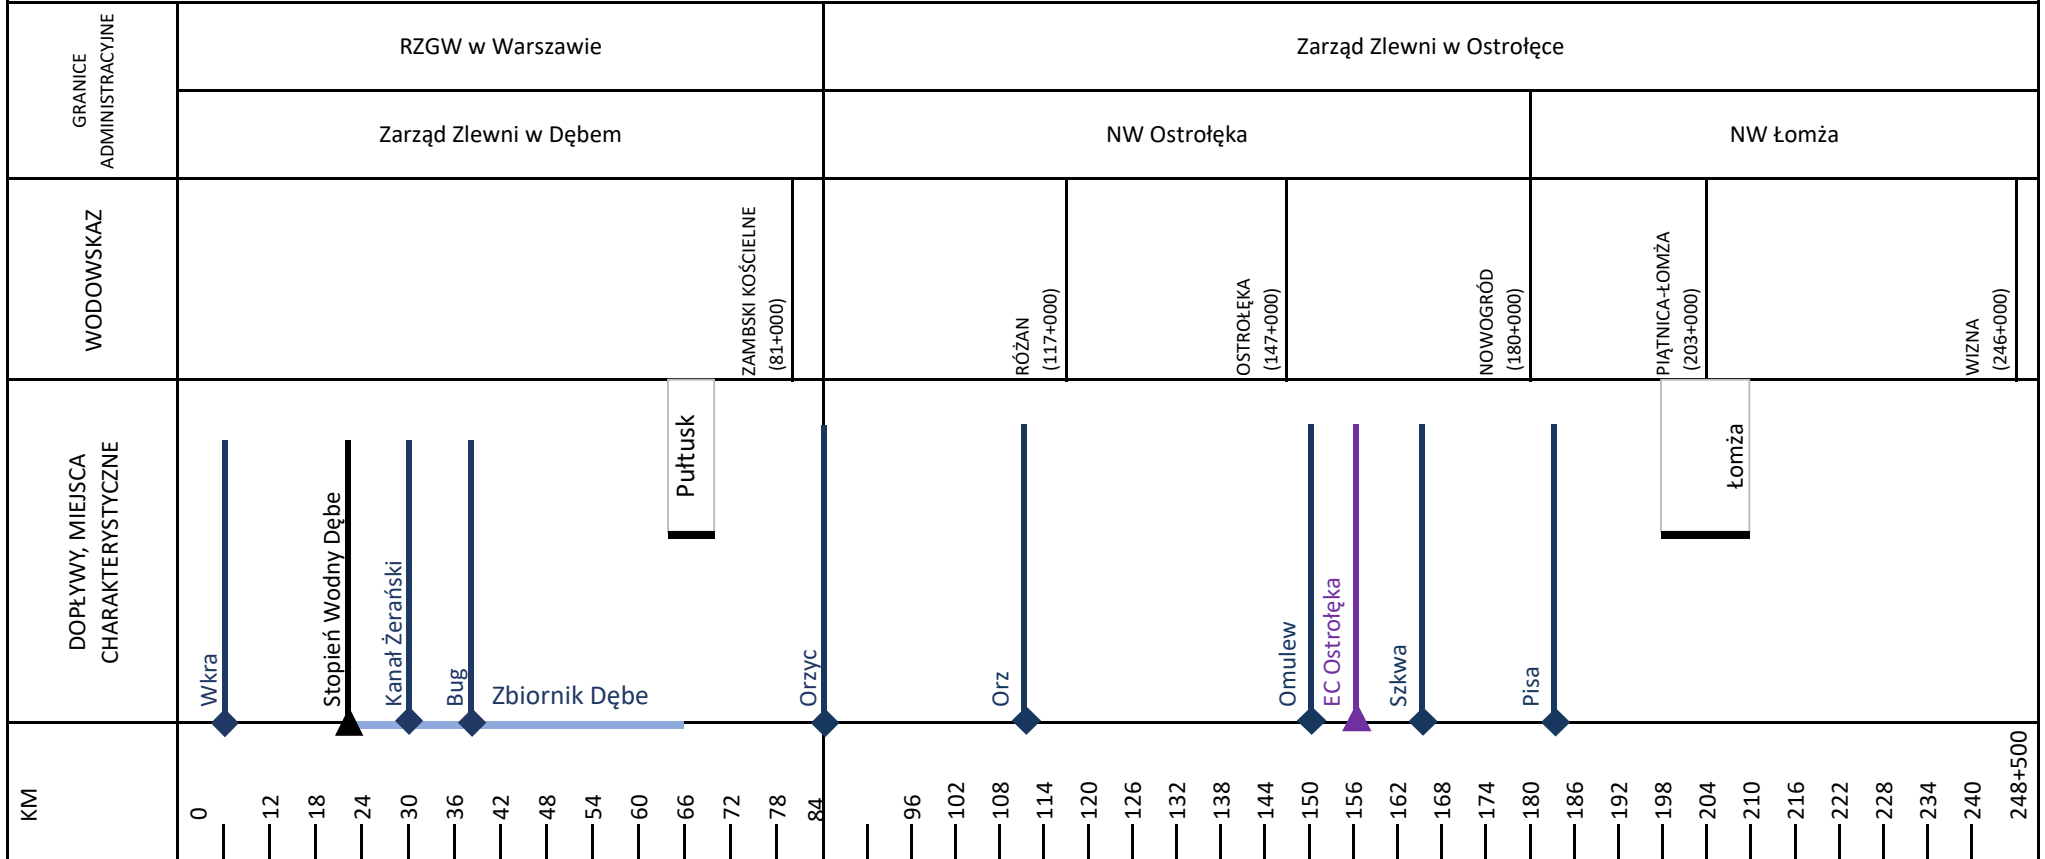 GRANICE
ADMINISTRACYJNE
RZGW w Warszawie
Zarząd Zlewni w Ostrołęce
Zarząd Zlewni w Dębem
NW Ostrołęka
NW Łomża
WODOWSKAZ
ZAMBSKI KOŚCIELNE
(81+000)
RÓŻAN
(117+000)
OSTROŁĘKA
(147+000)
NOWOGRÓD
(180+000)
PIĄTNICA-ŁOMŻA
(203+000)
WIZNA
(246+000)
DOPŁYWY, MIEJSCA
CHARAKTERYSTYCZNE
Wkra
Stopień Wodny Dębe
Kanał Żerański
Bug
Zbiornik Dębe
Pułtusk
Orzyc
Orz
Omulew
EC Ostrołęka
Szkwa
Pisa
Łomża
KM
0
12
18
24
30
36
42
48
54
60
66
72
78
84
96
102
108
114
120
126
132
138
144
150
156
162
168
174
180
186
192
198
204
210
216
222
228
234
240
248+500